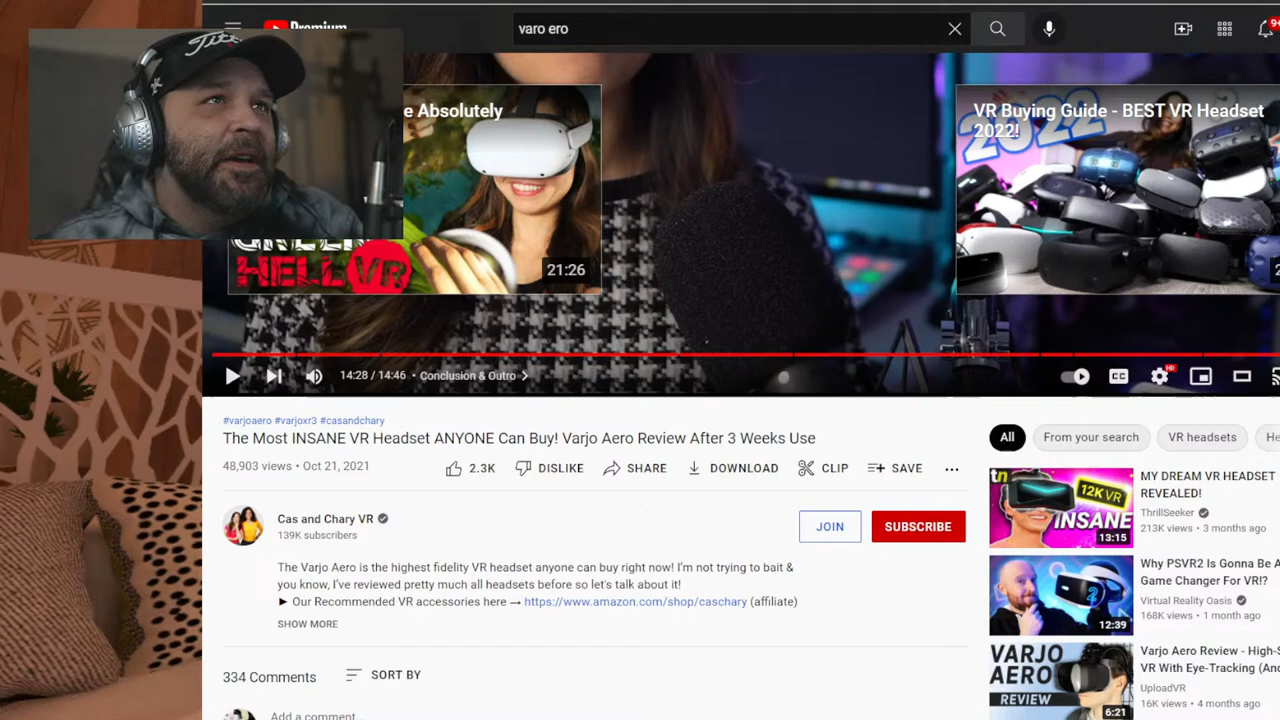 Premium
varo ero
9+
e Absolutely
VR Buying Guide - BEST VR Headset
2022!
2022
HELL VR
21:26
14:28 / 14:46 • Conclusion & Outro
CC
HD
#varjoaero #varjoxr3 #casandchary
The Most INSANE VR Headset ANYONE Can Buy! Varjo Aero Review After 3 Weeks Use
48,903 views • Oct 21, 2021
2.3K
DISLIKE
SHARE
DOWNLOAD
CLIP
SAVE
Cas and Chary VR
139K subscribers
JOIN
SUBSCRIBE
The Varjo Aero is the highest fidelity VR headset anyone can buy right now! I'm not trying to bait &
you know, I've reviewed pretty much all headsets before so let's talk about it!
► Our Recommended VR accessories here → https://www.amazon.com/shop/caschary (affiliate)
SHOW MORE
334 Comments
SORT BY
Add a comment...
All
From your search
VR headsets
He
tn
12K VR
INSANE
13:15
MY DREAM VR HEADSET
REVEALED!
ThrillSeeker
213K views • 3 months ago
12:39
Why PSVR2 Is Gonna Be A
Game Changer For VR!?
Virtual Reality Oasis
168K views • 1 month ago
VARJO
AERO
REVIEW
6:21
Varjo Aero Review - High-S
VR With Eye-Tracking (And
UploadVR
16K views • 4 months ago